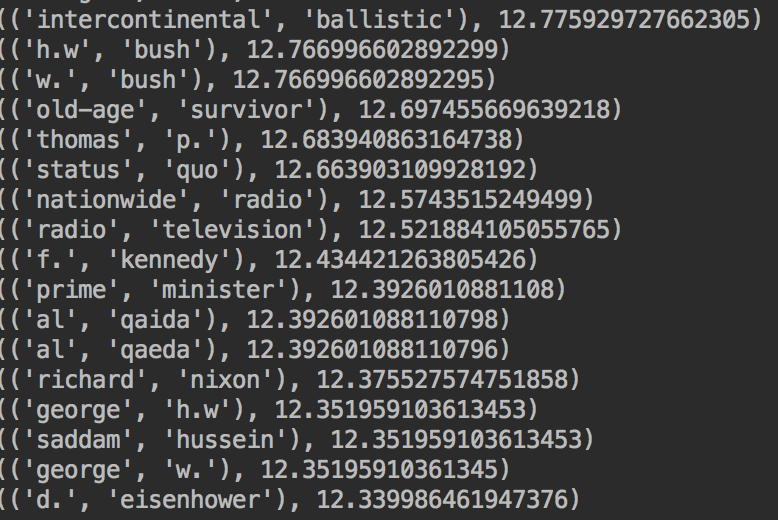 (('intercontinental', 'ballistic'), 12.775929727662305)
(('h.w', 'bush'), 12.766996602892299)
(('w.', 'bush'), 12.766996602892295)
(('old-age', 'survivor'), 12.697455669639218)
(('thomas', 'p.'), 12.683940863164738)
(('status', 'quo'), 12.663903109928192)
(('nationwide', 'radio'), 12.5743515249499)
(('radio', 'television'), 12.521884105055765)
(('f.', 'kennedy'), 12.434421263805426)
(('prime', 'minister'), 12.3926010881108)
(('al', 'qaida'), 12.392601088110798)
(('al', 'qaeda'), 12.392601088110796)
(('richard', 'nixon'), 12.375527574751858)
(('george', 'h.w'), 12.351959103613453)
(('saddam', 'hussein'), 12.351959103613453)
(('george', 'w.'), 12.35195910361345)
(('d.', 'eisenhower'), 12.339986461947376)